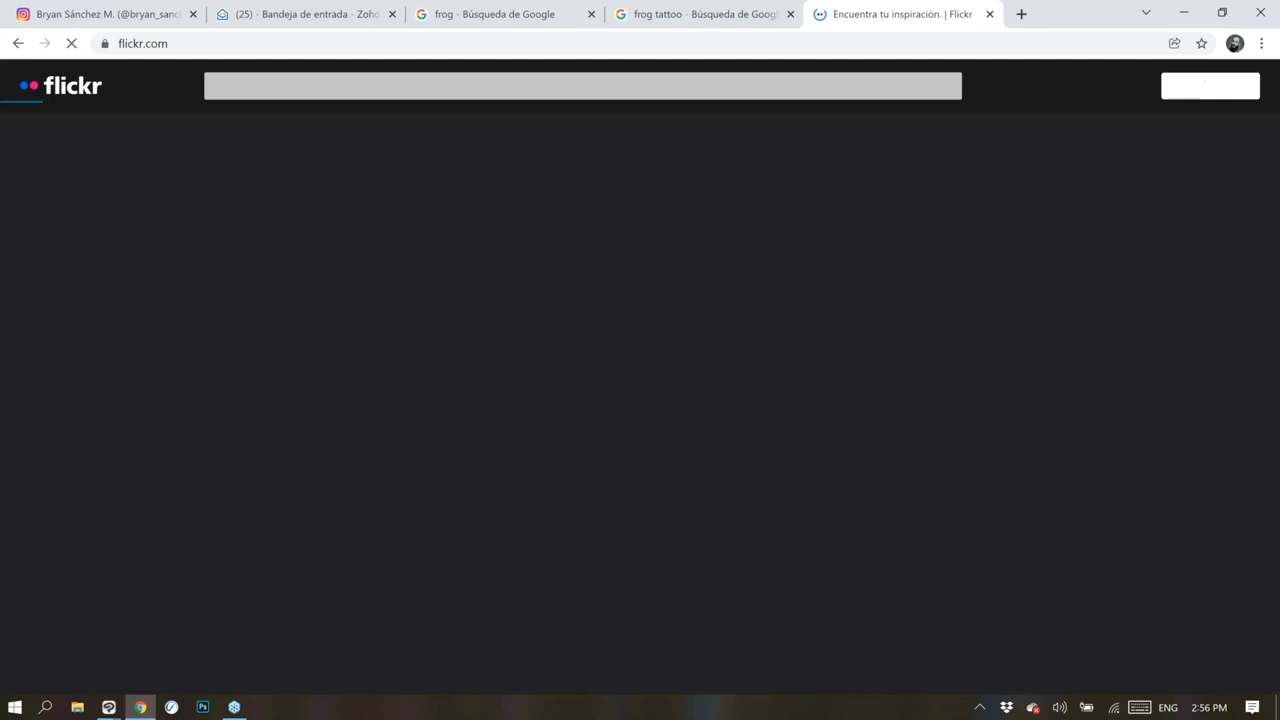 Bryan Sánchez M. (@bryan_sanc
(25) - Bandeja de entrada - Zoho
frog - Búsqueda de Google
frog tattoo - Búsqueda de Googl
Encuentra tu inspiración. | Flickr
flickr.com
flickr
Ps
ENG
2:56 PM